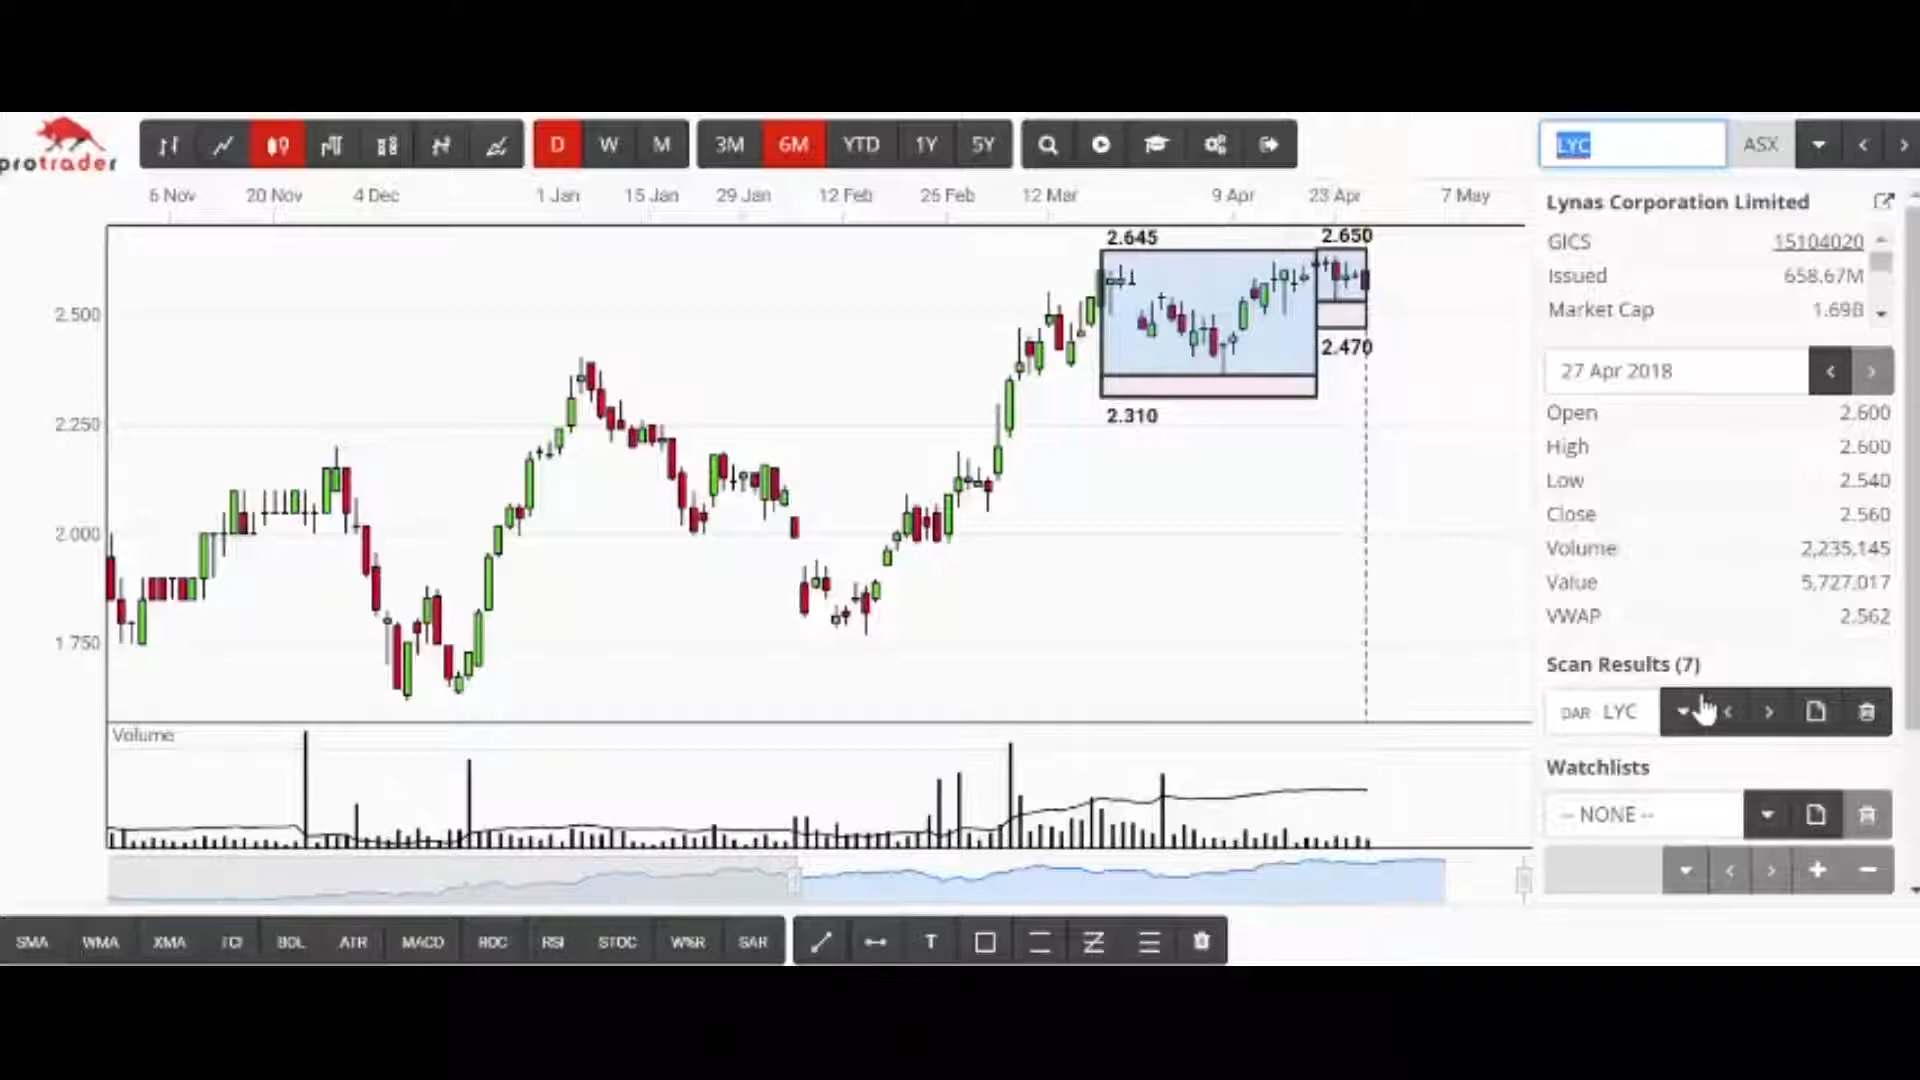 protrader
D W M 3M 6M YTD 1Y 5Y LYC ASX
6 Nov 20 Nov 4 Dec 1 Jan 15 Jan 29 Jan 12 Feb 25 Feb 12 Mar 9 Apr 23 Apr 7 May
Lynas Corporation Limited
2.645 2.650
GICS 15104020
Issued 658.67M
Market Cap 1.69B
2.500
2.470
27 Apr 2018
2.310
2.250
Open 2.600
High 2.600
Low 2.540
Close 2.560
2.000
Volume 2,235,145
Value 5,727,017
VWAP 2.562
1.750
Scan Results (7)
DAR LYC
Volume
Watchlists
-- NONE --
SMA WMA XMA TCF BOL ATR MACD ROC RSI STOC W%R SAR T